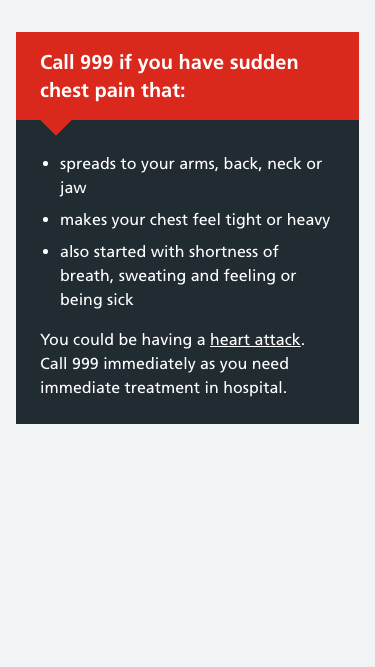 Call 999 if you have sudden
chest pain that:
• spreads to your arms, back, neck or
jaw
• makes your chest feel tight or heavy
• also started with shortness of
breath, sweating and feeling or
being sick
You could be having a heart attack.
Call 999 immediately as you need
immediate treatment in hospital.